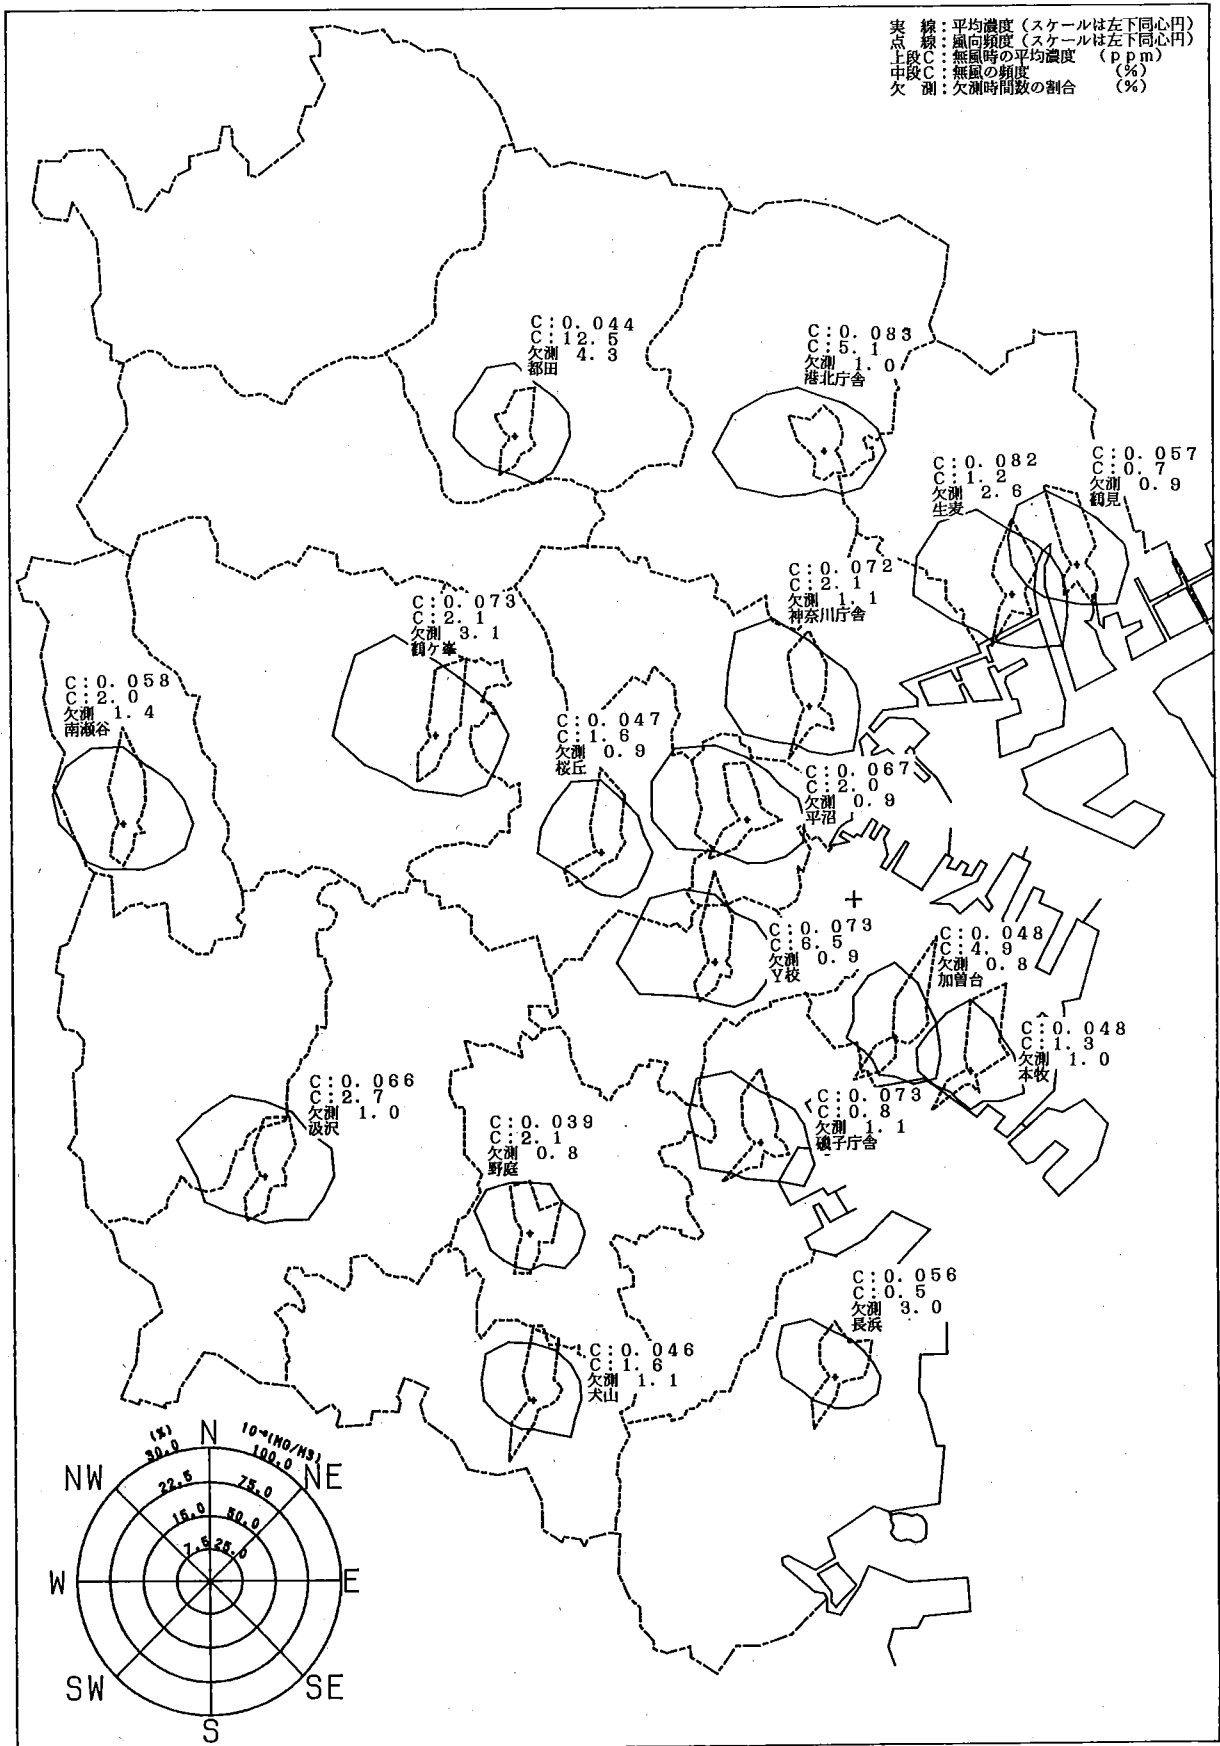 実　線：平均濃度（スケールは左下同心円）
点　線：風向頻度（スケールは左下同心円）
上段C：無風時の平均濃度　（ppm）
中段C：無風の頻度　（％）
欠　測：欠測時間数の割合　（％）
C：0.044
C：12.5
欠測 4.3
都田
C：0.083
C：5.1
欠測 1.0
港北庁舎
C：0.082
C：1.2
欠測 2.6
生麦
C：0.057
C：0.7
欠測 0.9
鶴見
C：0.072
C：2.1
欠測 1.1
神奈川庁舎
C：0.073
C：2.1
欠測 3.1
鶴ケ峯
C：0.058
C：2.0
欠測 1.4
南瀬谷
C：0.047
C：1.6
欠測 0.9
桜丘
C：0.067
C：2.0
欠測 0.9
平沼
C：0.073
C：6.5
欠測 0.9
Y校
C：0.048
C：4.9
欠測 0.8
加曽台
C：0.048
C：1.3
欠測 1.0
本牧
C：0.066
C：2.7
欠測 1.0
汲沢
C：0.039
C：2.1
欠測 0.8
野庭
C：0.073
C：0.8
欠測 1.1
磯子庁舎
C：0.056
C：0.5
欠測 3.0
長浜
C：0.046
C：1.6
欠測 1.1
犬山
(%) N
30.0 100.0
NW NE
22.5 75.0
15.0 50.0
7.5 25.0
W E
SW SE
S